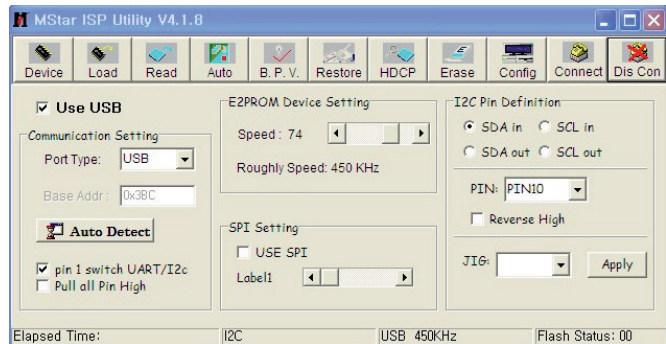 MStar ISP Utility V4.1.8
Device Load Read Auto B. P. V. Restore HDCP Erase Config Connect Dis Con
Use USB
Communication Setting
Port Type: USB
Base Addr : 0x3BC
Auto Detect
pin 1 switch UART/I2c
Pull all Pin High
E2PROM Device Setting
Speed : 74
Roughly Speed: 450 KHz
SPI Setting
USE SPI
Label1
I2C Pin Definition
SDA in SCL in
SDA out SCL out
PIN: PIN10
Reverse High
JIG: Apply
Elapsed Time: I2C USB 450KHz Flash Status: 00